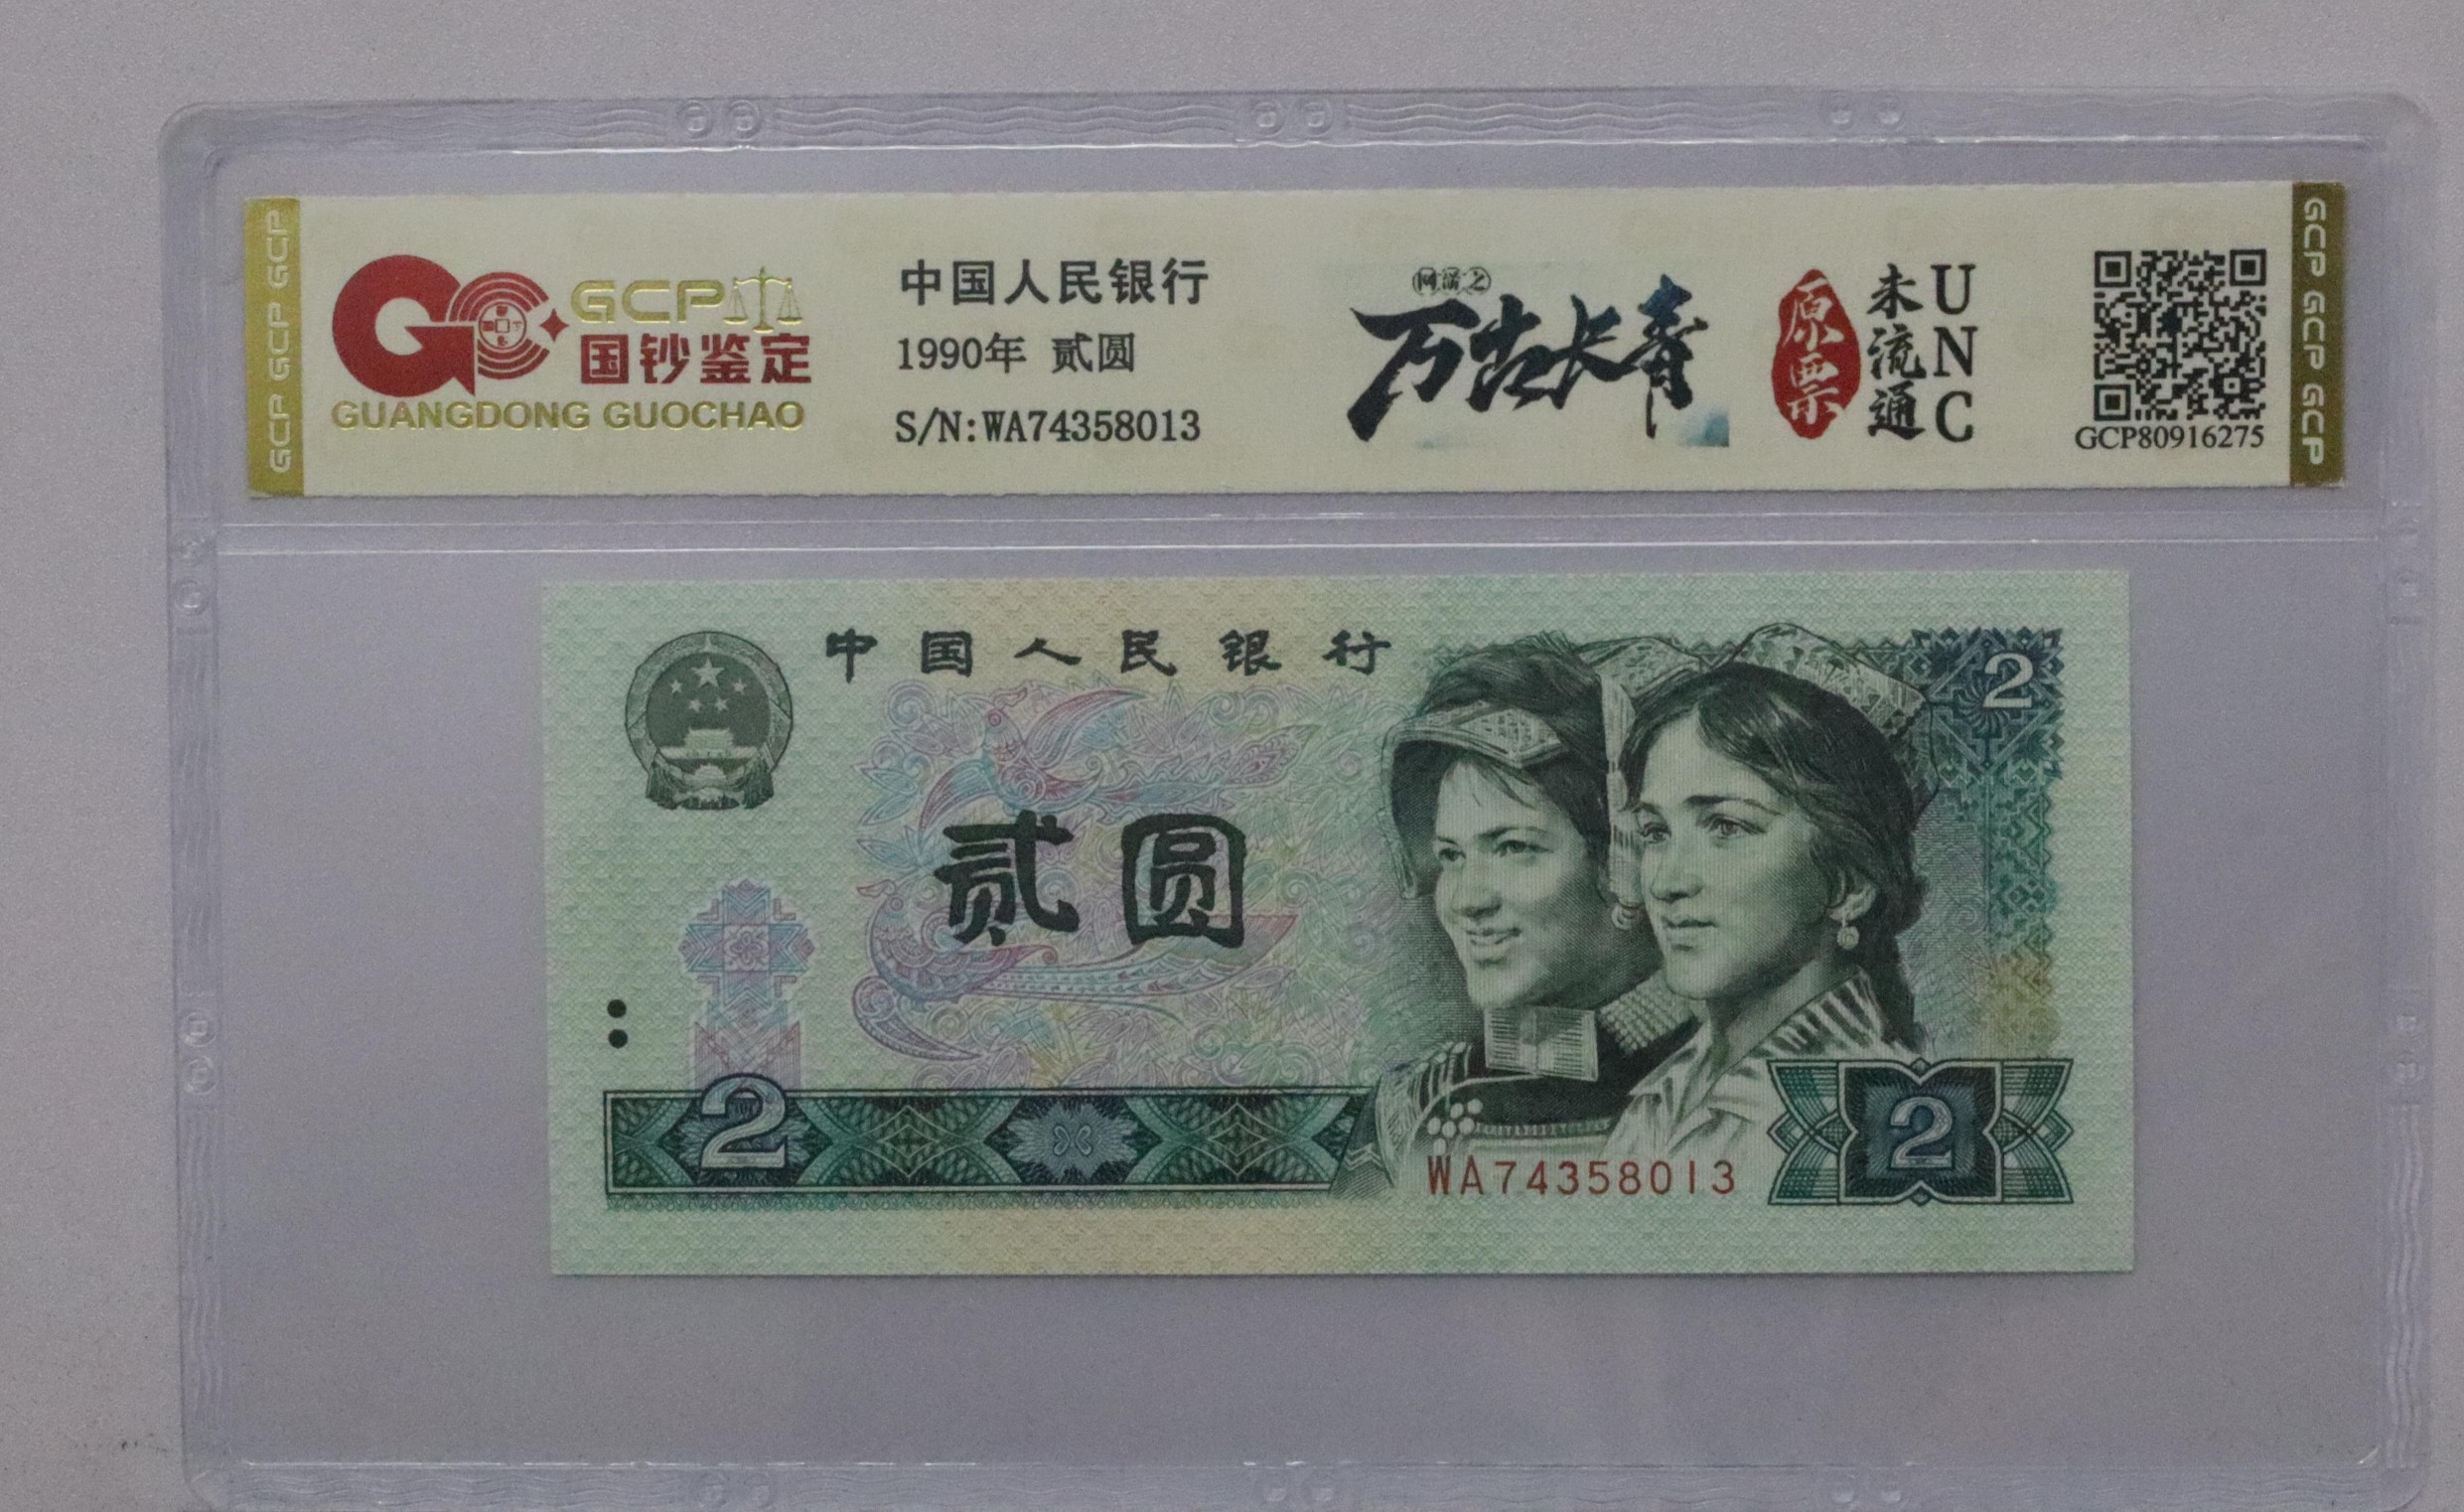 GCP GCP GCP
GCP
国钞鉴定
GUANGDONG GUOCHAO
中国人民银行
1990年 贰圆
S/N:WA74358013
万古长青
原票
未流通
UNC
GCP80916275
GCP GCP GCP
中国人民银行
2
贰圆
2
WA74358013
2